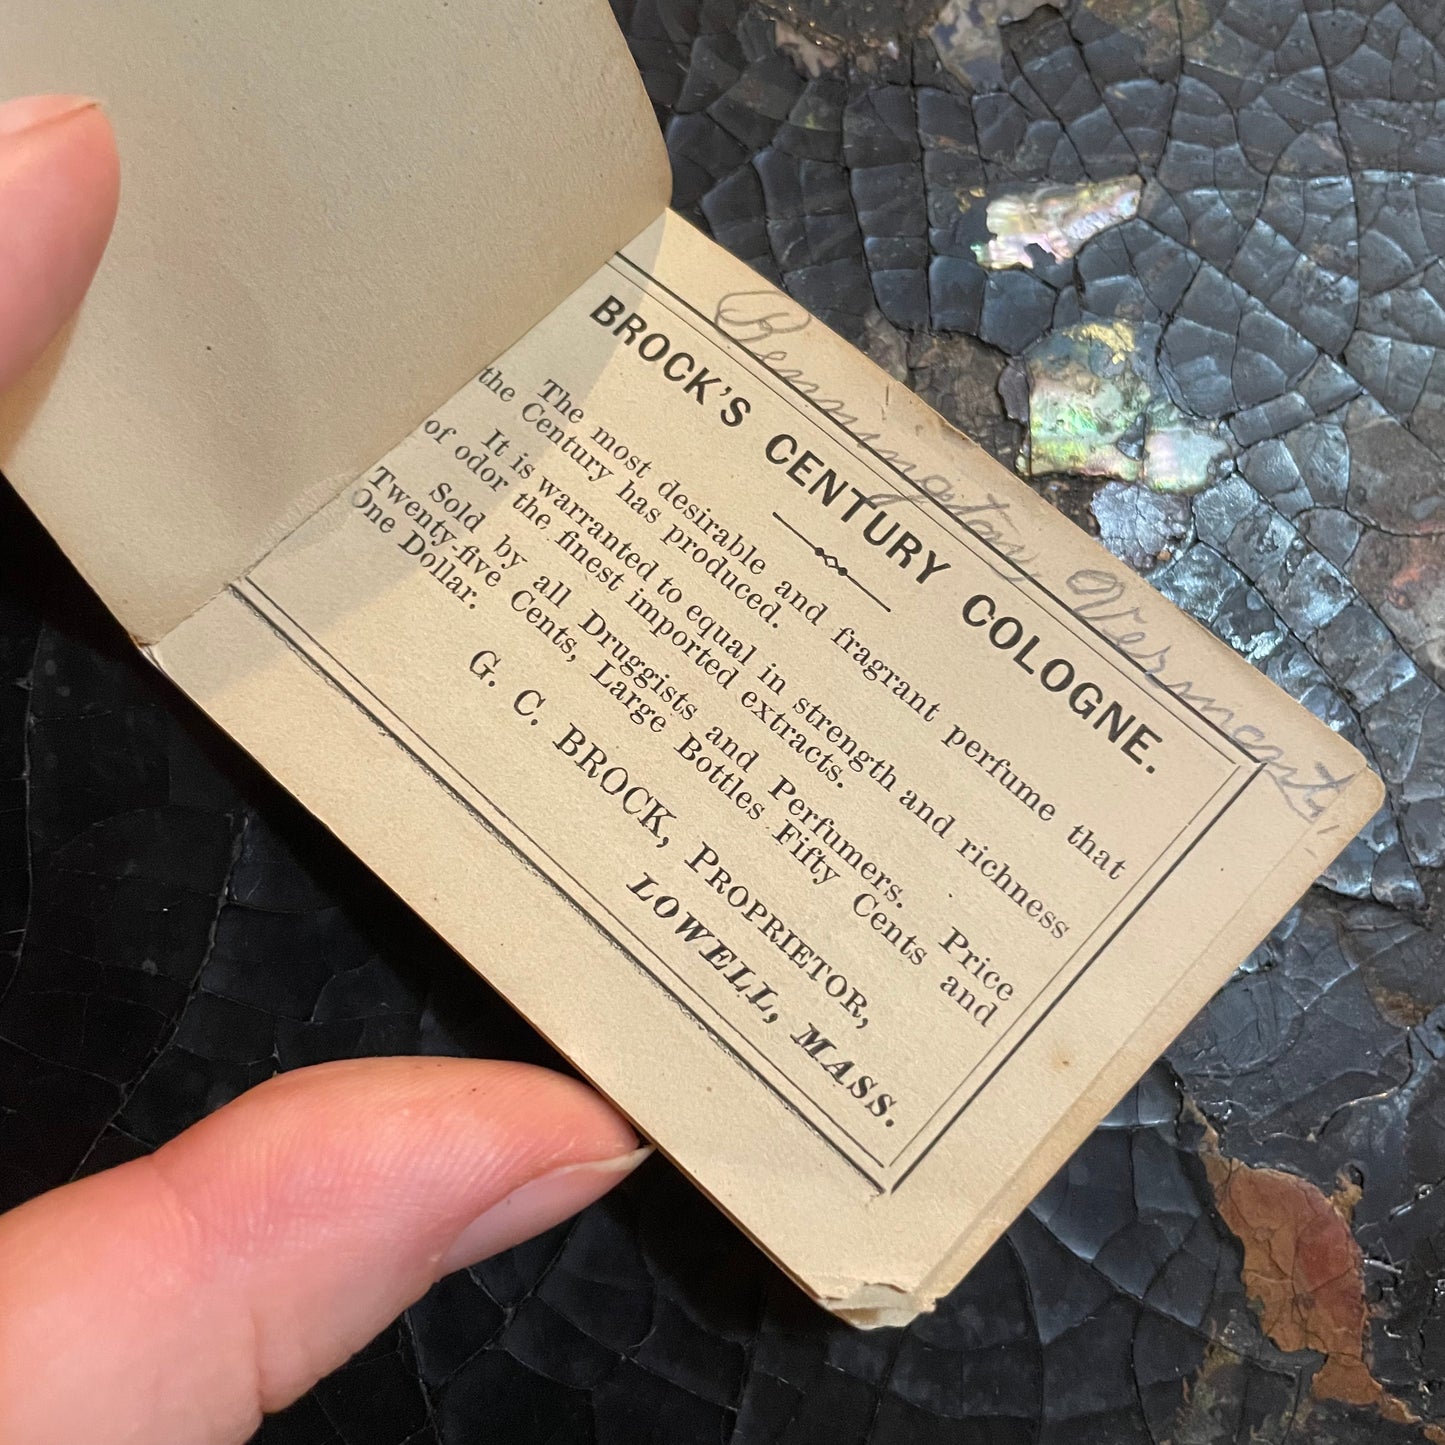 Bennington, Vermont,
BROCK'S CENTURY COLOGNE.
The most desirable and fragrant perfume that
the Century has produced.
It is warranted to equal in strength and richness
of odor the finest imported extracts.
Sold by all Druggists and Perfumers. Price
Twenty-five Cents, Large Bottles Fifty Cents and
One Dollar.
G. C. BROCK, PROPRIETOR,
LOWELL, MASS.